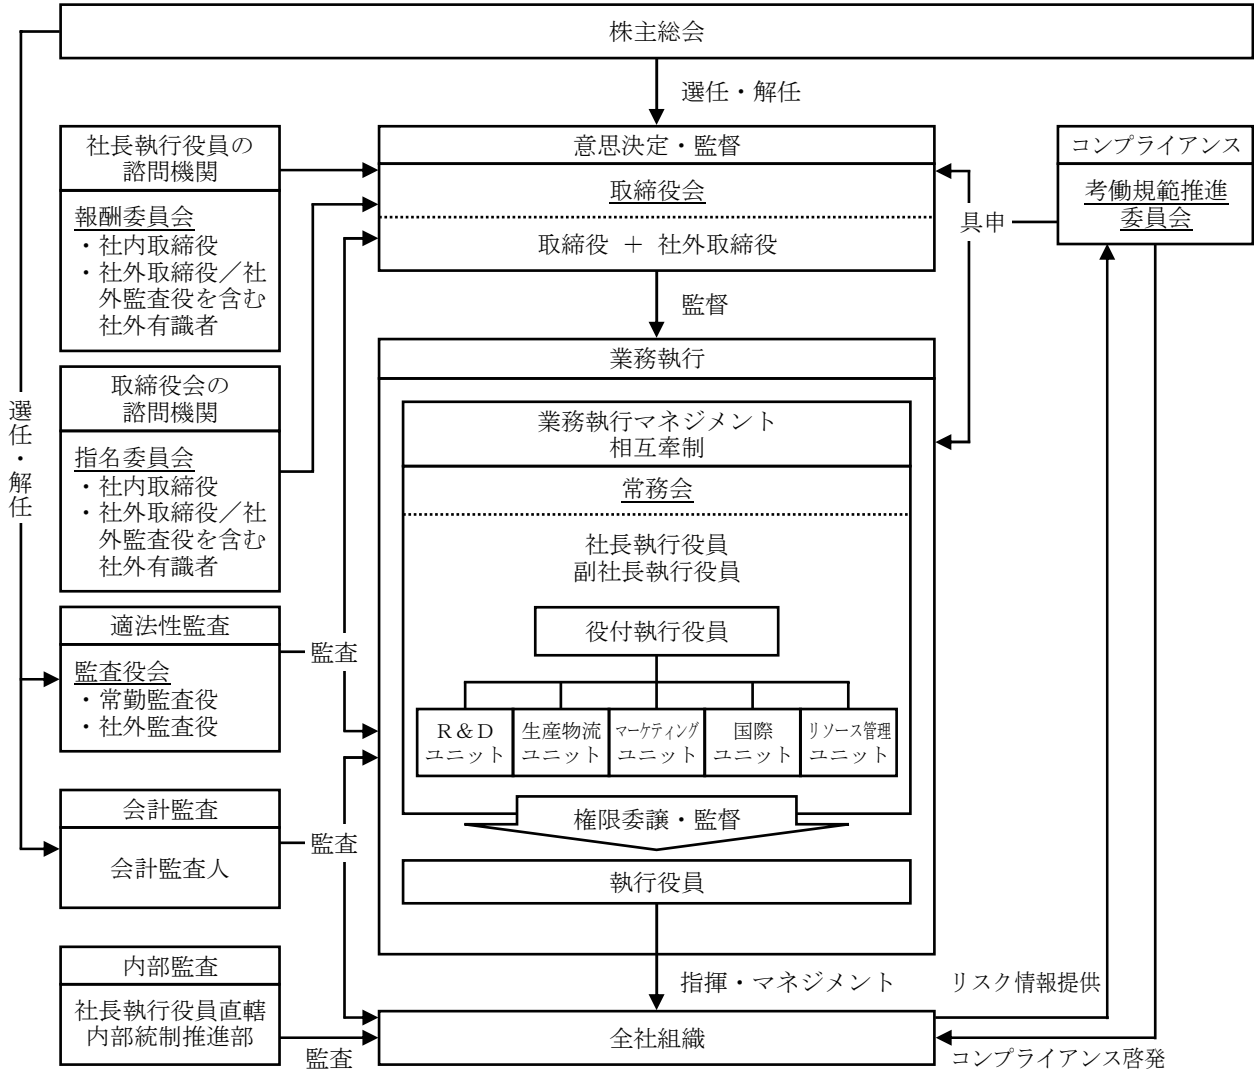 株主総会
選任・解任
社長執行役員の
諮問機関
報酬委員会
・社内取締役
・社外取締役／社
外監査役を含む
社外有識者
意思決定・監督
取締役会
取締役 ＋ 社外取締役
具申
コンプライアンス
考働規範推進
委員会
監督
取締役会の
諮問機関
指名委員会
・社内取締役
・社外取締役／社
外監査役を含む
社外有識者
選任・解任
業務執行
業務執行マネジメント
相互牽制
常務会
社長執行役員
副社長執行役員
役付執行役員
R＆D
ユニット
生産物流
ユニット
マーケティング
ユニット
国際
ユニット
リソース管理
ユニット
権限委譲・監督
執行役員
適法性監査
監査役会
・常勤監査役
・社外監査役
監査
会計監査
会計監査人
監査
内部監査
社長執行役員直轄
内部統制推進部
監査
指揮・マネジメント
リスク情報提供
全社組織
コンプライアンス啓発